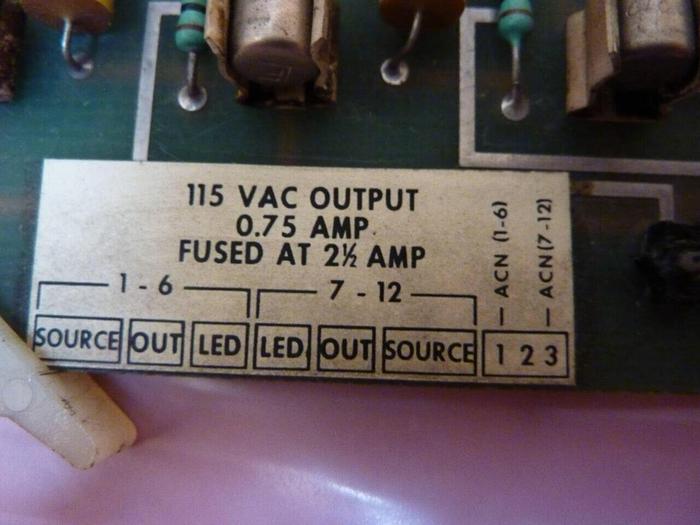 115 VAC OUTPUT
0.75 AMP
FUSED AT 2½ AMP
1 - 6 7 - 12
SOURCE OUT LED LED OUT SOURCE 1 2 3
ACN (1-6)
ACN (7-12)